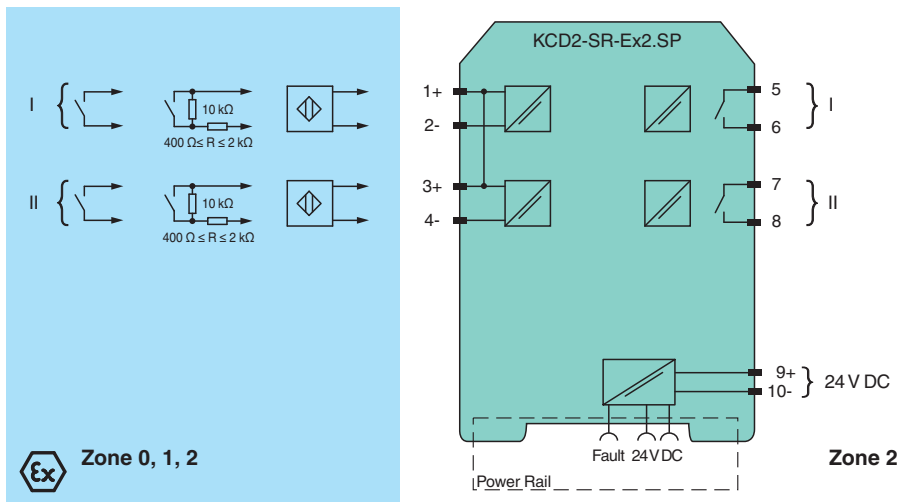 KCD2-SR-Ex2.SP
I
10 kΩ
400 Ω≤ R ≤ 2 kΩ
1+
2-
5
6
I
II
10 kΩ
400 Ω ≤ R ≤ 2 kΩ
3+
4-
7
8
II
9+
10-
24 V DC
Fault 24 V DC
Power Rail
Ex
Zone 0, 1, 2
Zone 2